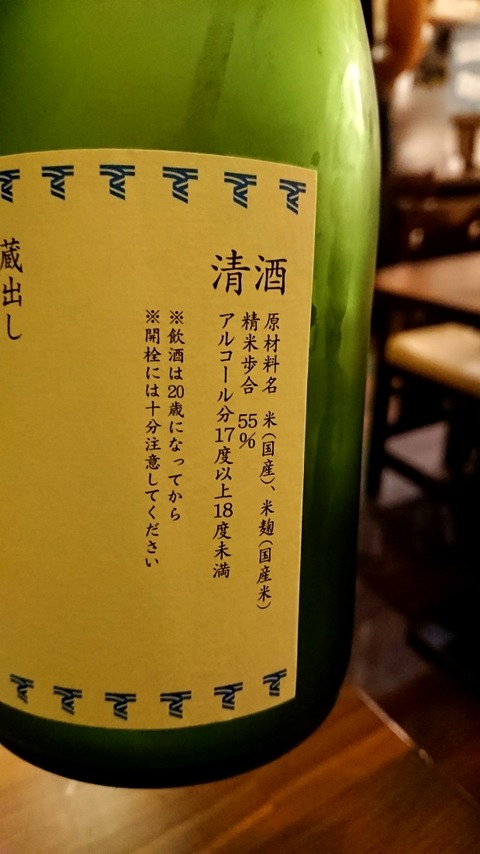 清酒
原材料名 米(国産)、米麹(国産米)
精米歩合 55%
アルコール分17度以上18度未満
※飲酒は20歳になってから
※開栓には十分注意してください
蔵出し